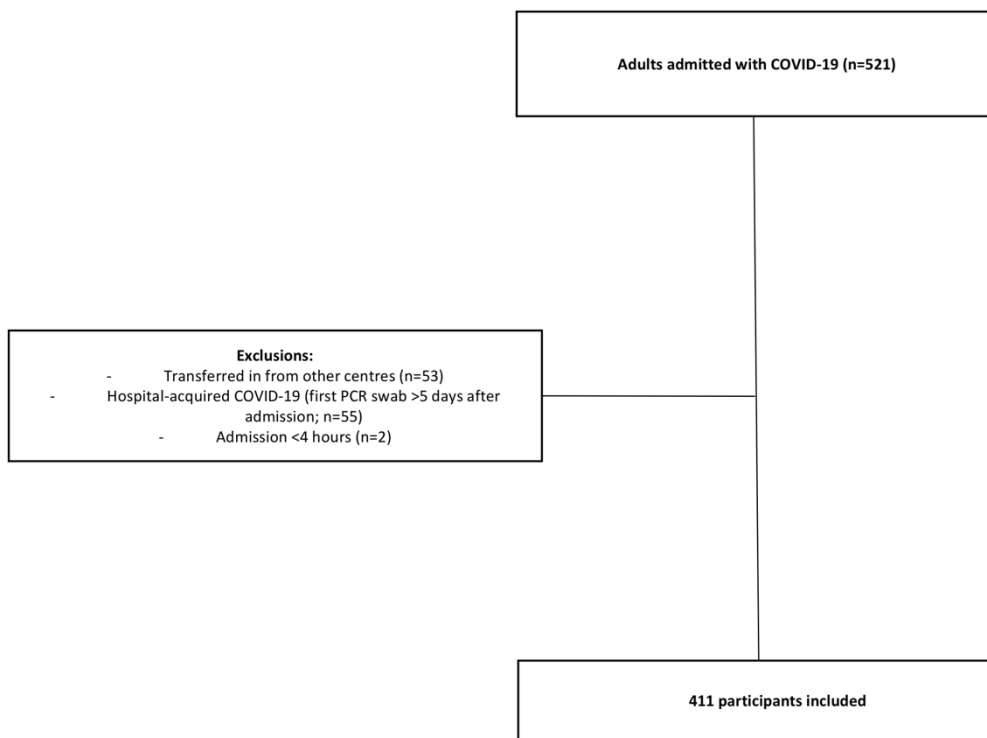 Adults admitted with COVID-19 (n=521)
Exclusions:
- Transferred in from other centres (n=53)
- Hospital-acquired COVID-19 (first PCR swab >5 days after
admission; n=55)
- Admission <4 hours (n=2)
411 participants included